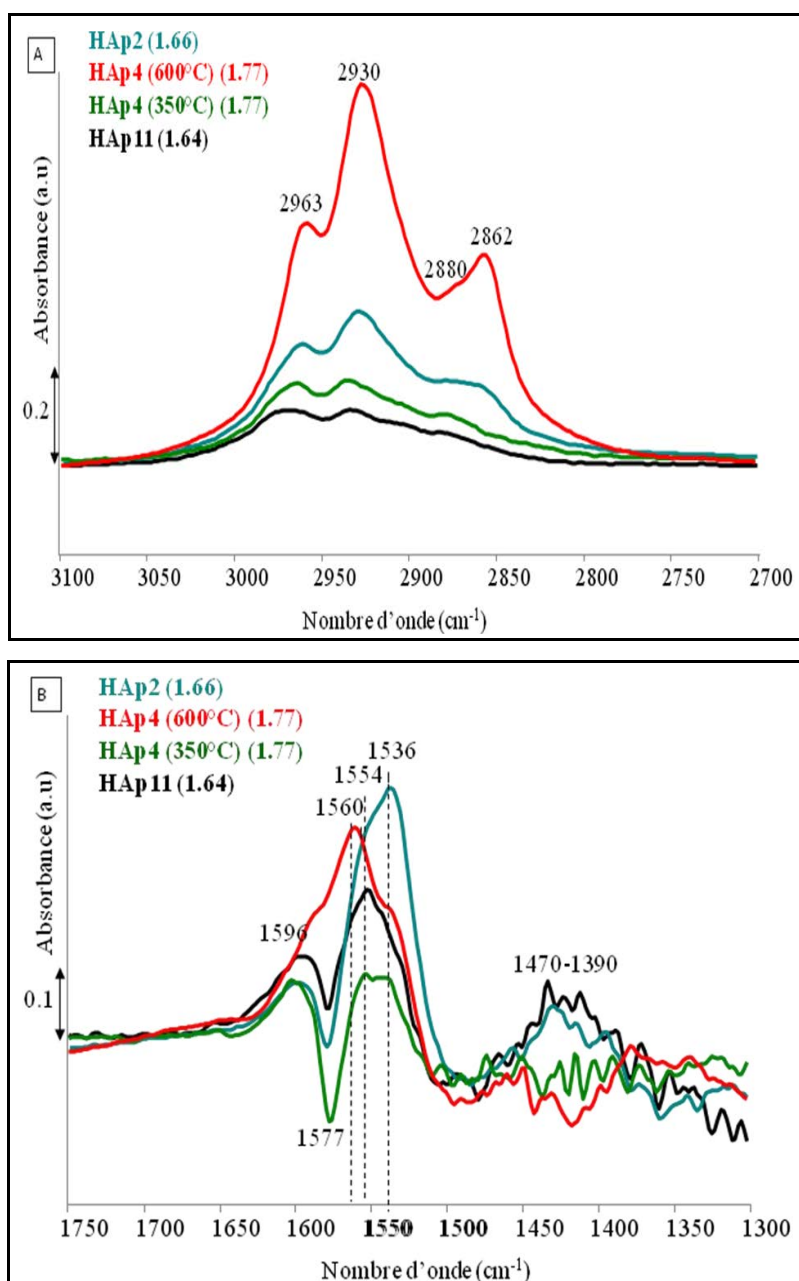 A
HAp2 (1.66)
HAp4 (600°C) (1.77)
HAp4 (350°C) (1.77)
HAp11 (1.64)
2930
2963
2862
2880
Absorbance (a.u)
0.2
3100 3050 3000 2950 2900 2850 2800 2750 2700
Nombre d'onde (cm-1)
B
HAp2 (1.66)
HAp4 (600°C) (1.77)
HAp4 (350°C) (1.77)
HAp11 (1.64)
1536
1554
1560
1596
1470-1390
Absorbance (a.u)
0.1
1577
1750 1700 1650 1600 1550 1500 1450 1400 1350 1300
Nombre d'onde (cm-1)